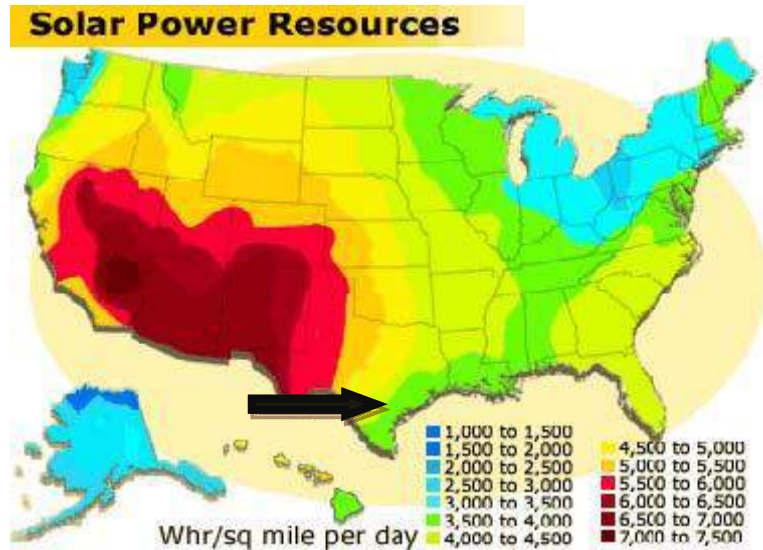 Solar Power Resources
1,000 to 1,500
1,500 to 2,000
2,000 to 2,500
2,500 to 3,000
3,000 to 3,500
3,500 to 4,000
4,000 to 4,500
4,500 to 5,000
5,000 to 5,500
5,500 to 6,000
6,000 to 6,500
6,500 to 7,000
7,000 to 7,500
Whr/sq mile per day